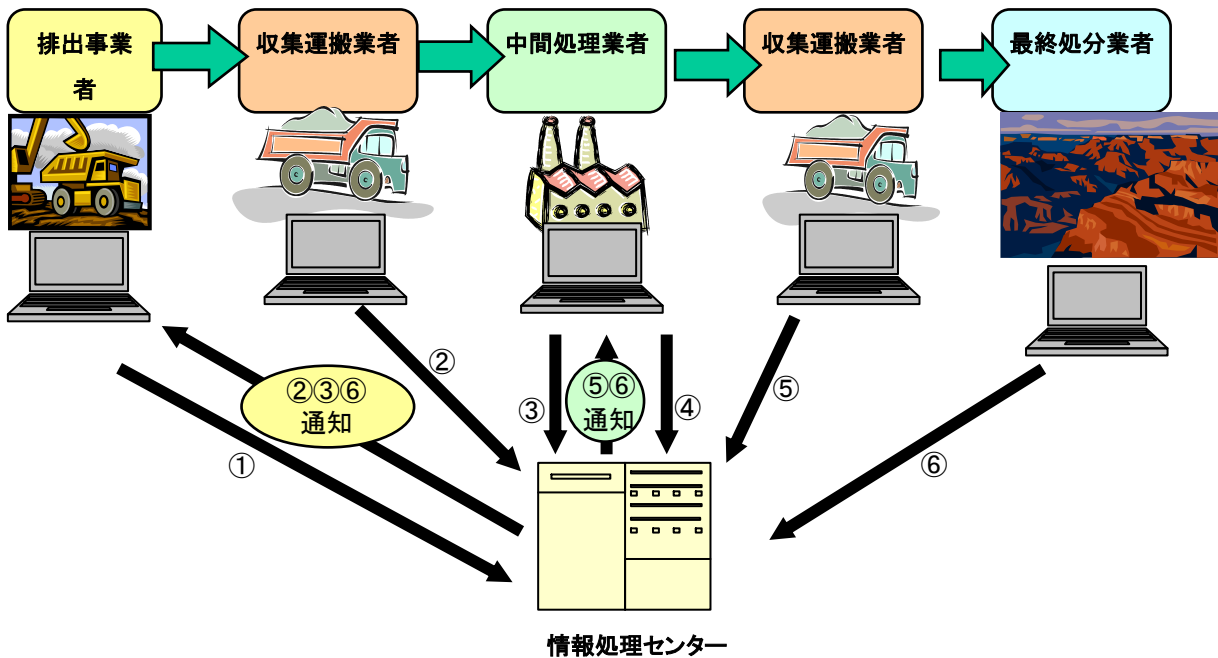 排出事業
者
収集運搬業者
中間処理業者
収集運搬業者
最終処分業者
②
②③⑥
通知
①
③
⑤⑥
通知
④
⑤
⑥
情報処理センター